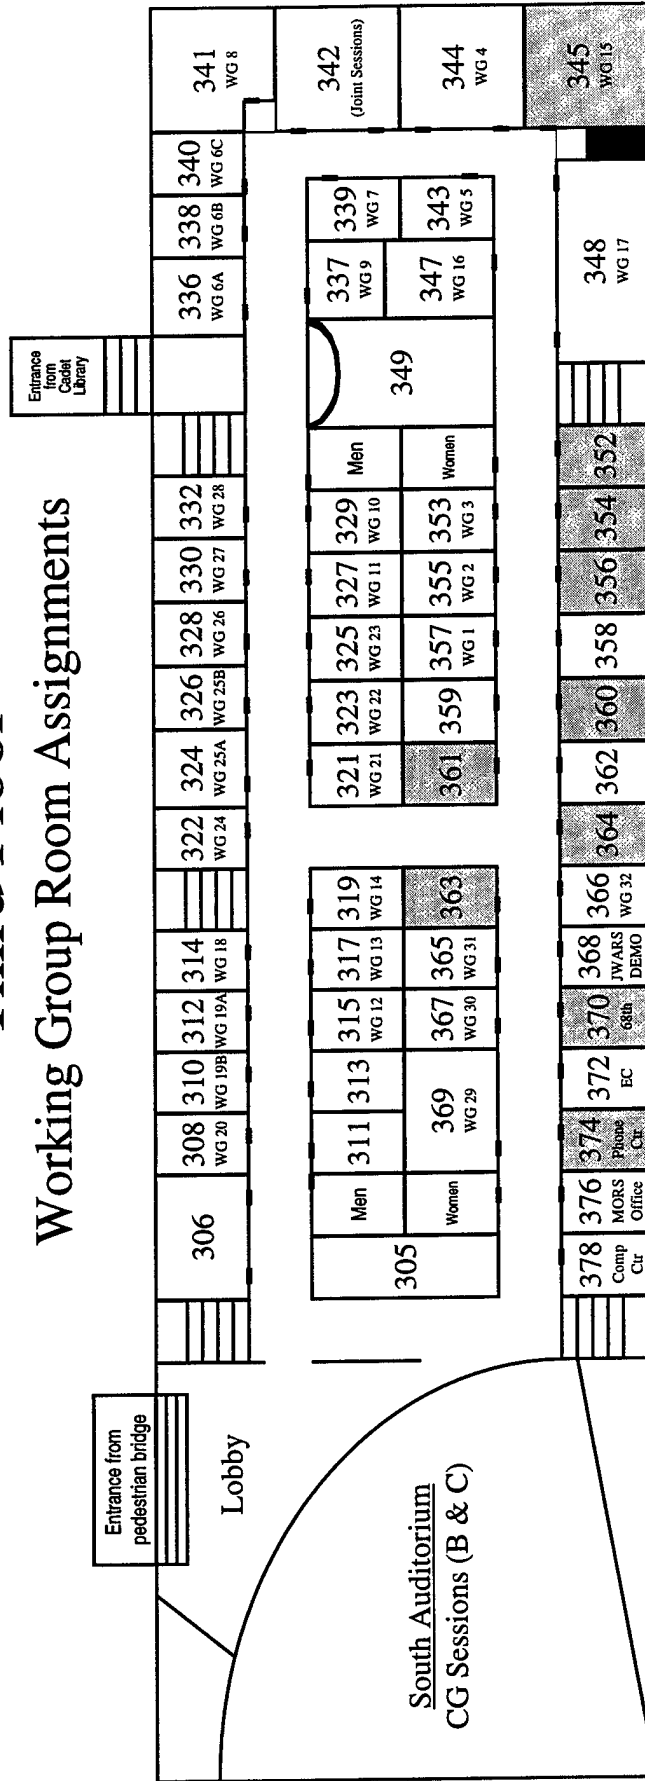 Third Floor
Working Group Room Assignments
Entrance from
pedestrian bridge
Entrance
from
Cadet
Library
Lobby
South Auditorium
CG Sessions (B & C)
306
308
WG 20
310
WG 19B
312
WG 19A
314
WG 18
322
WG 24
324
WG 25A
326
WG 25B
328
WG 26
330
WG 27
332
WG 28
336
WG 6A
338
WG 6B
340
WG 6C
341
WG 8
342
(Joint Sessions)
344
WG 4
345
WG 15
305
Men
311
313
315
WG 12
317
WG 13
319
WG 14
321
WG 21
323
WG 22
325
WG 23
327
WG 11
329
WG 10
Men
349
337
WG 9
339
WG 7
Women
369
WG 29
367
WG 30
365
WG 31
363
361
359
357
WG 1
355
WG 2
353
WG 3
Women
347
WG 16
343
WG 5
378
Comp
Ctr
376
MORS
Office
374
Phone
Ctr
372
EC
370
68th
368
JWARS
DEMO
366
WG 32
364
362
360
358
356
354
352
348
WG 17